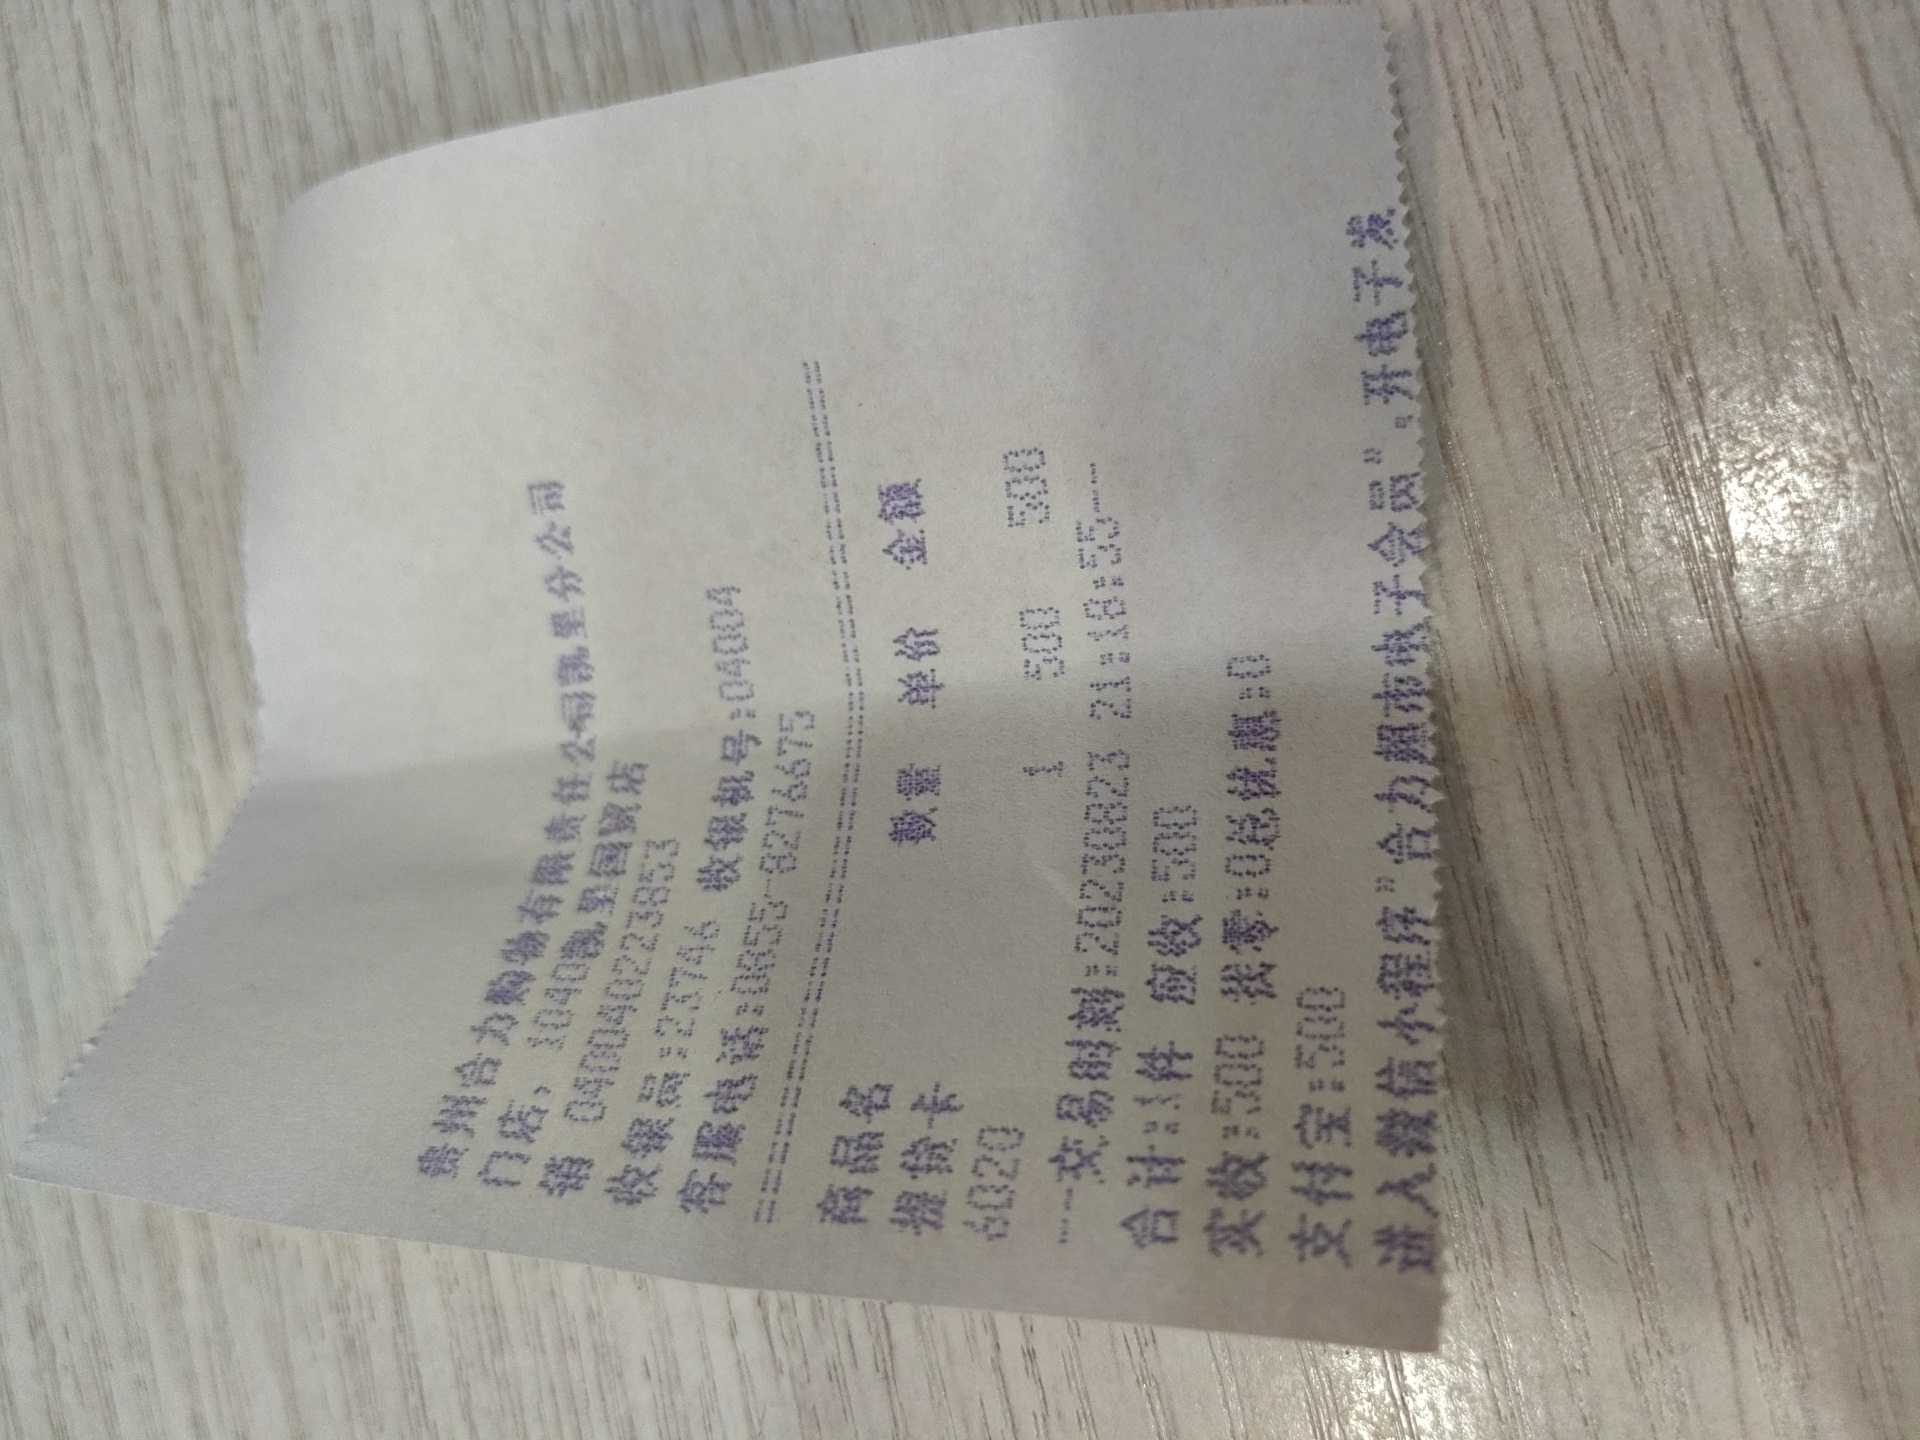 贵州合力购物有限责任公司凯里分公司
门店: 1040凯里国贸店
销 04004022 3853
收银员:23746 收银机号:04004
客服电话:0855-8276675
================================
商品名 数量 单价 金额
提货卡
6020 1 500 500
---交易时刻:20230823 21:18:55---
合计:1件 应收:500
实收:500 找零:0总优惠:0
支付宝:500
进入微信小程序"合力超市电子会员",开电子发